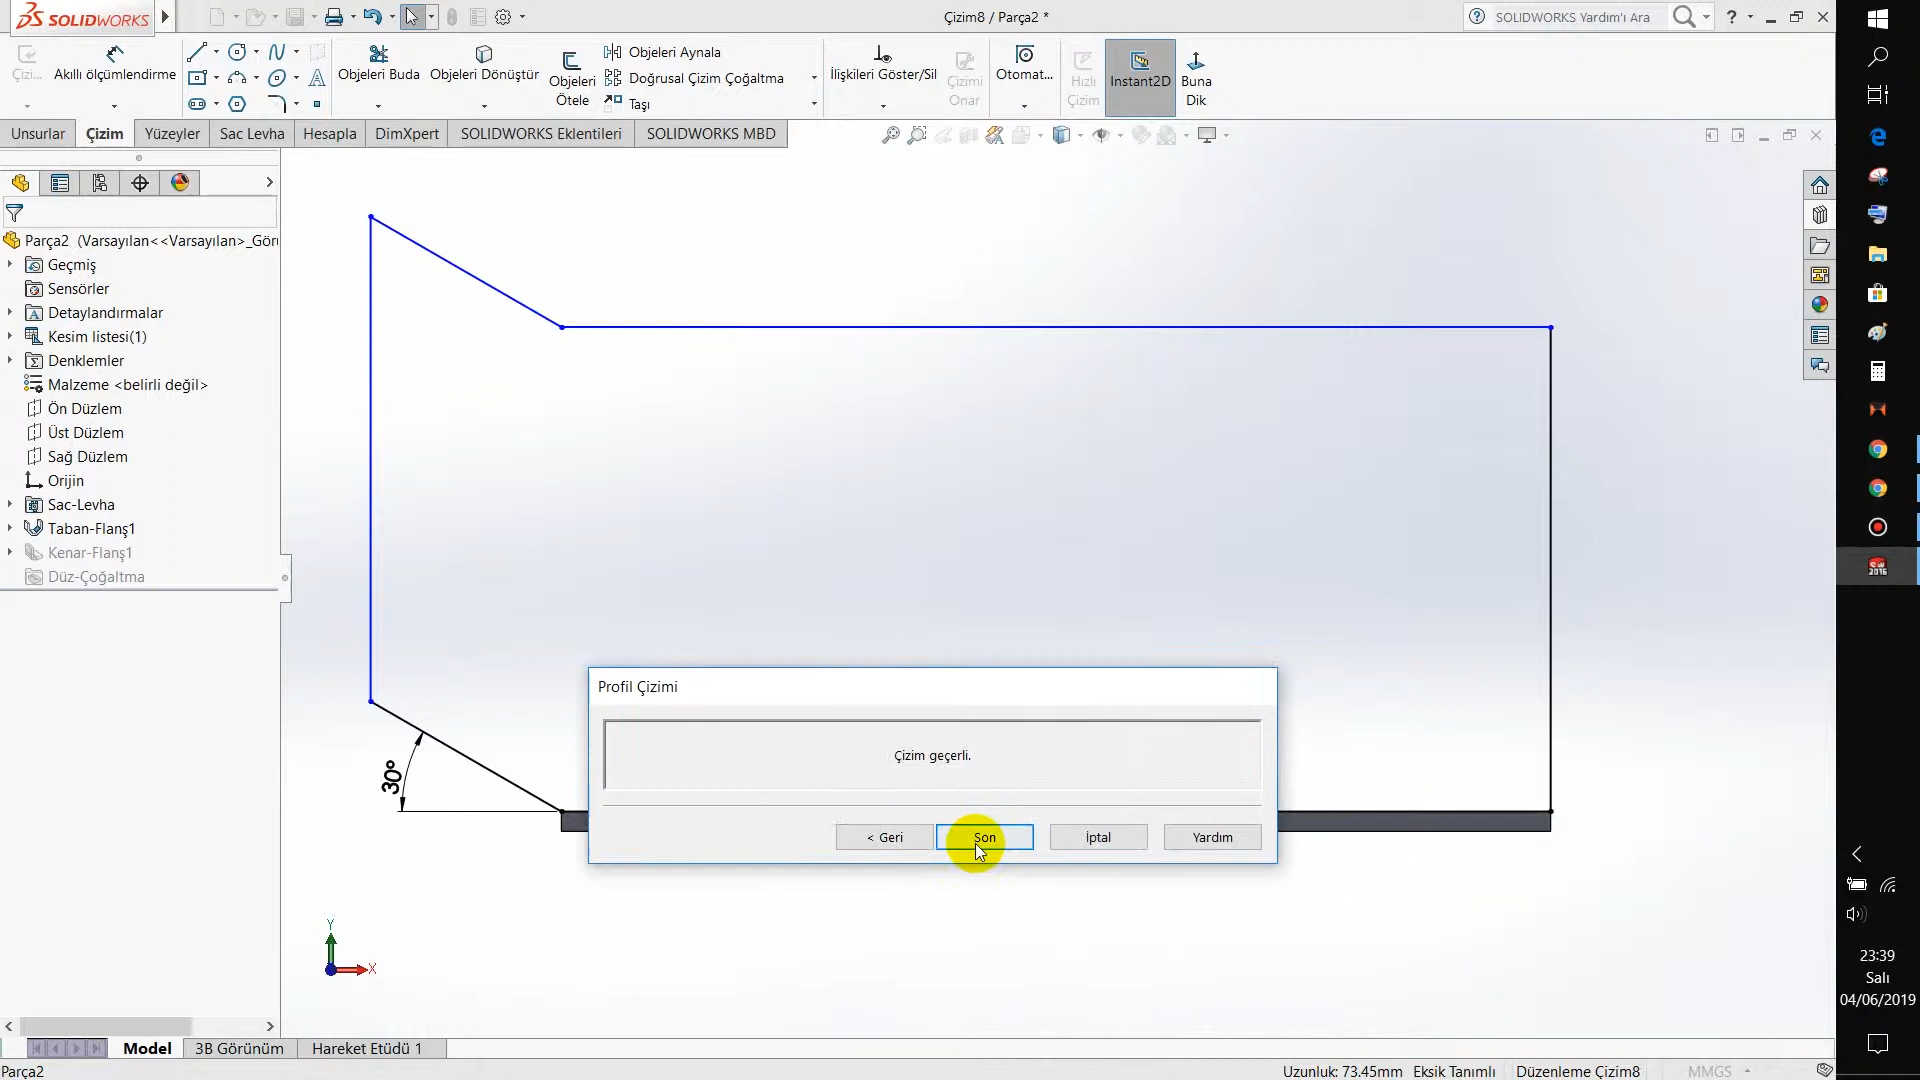 SOLIDWORKS
Çizim8 / Parça2 *
SOLIDWORKS Yardım'ı Ara
Çizi...
Akıllı ölçümlendirme
Objeleri Buda
Objeleri Dönüştür
Objeleri Ötele
Objeleri Aynala
Doğrusal Çizim Çoğaltma
Taşı
İlişkileri Göster/Sil
Çizimi Onar
Otomat...
Hızlı Çizim
Instant2D
Buna Dik
Unsurlar
Çizim
Yüzeyler
Sac Levha
Hesapla
DimXpert
SOLIDWORKS Eklentileri
SOLIDWORKS MBD
Parça2 (Varsayılan<<Varsayılan>_Görü
Geçmiş
Sensörler
Detaylandırmalar
Kesim listesi(1)
Denklemler
Malzeme <belirli değil>
Ön Düzlem
Üst Düzlem
Sağ Düzlem
Orijin
Sac-Levha
Taban-Flanş1
Kenar-Flanş1
Düz-Çoğaltma
30°
Profil Çizimi
Çizim geçerli.
< Geri
Son
İptal
Yardım
Y
X
2016
23:39
Salı
04/06/2019
Model
3B Görünüm
Hareket Etüdü 1
Parça2
Uzunluk: 73.45mm
Eksik Tanımlı
Düzenleme Çizim8
MMGS